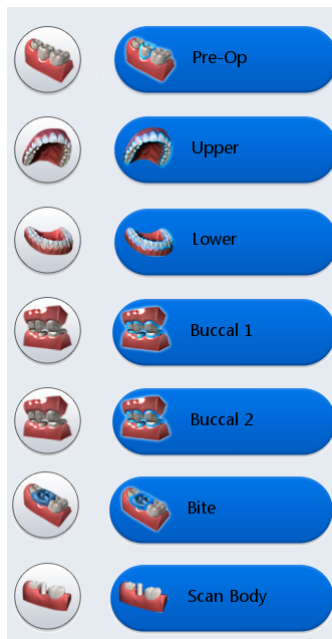 Pre-Op
Upper
Lower
Buccal 1
Buccal 2
Bite
Scan Body